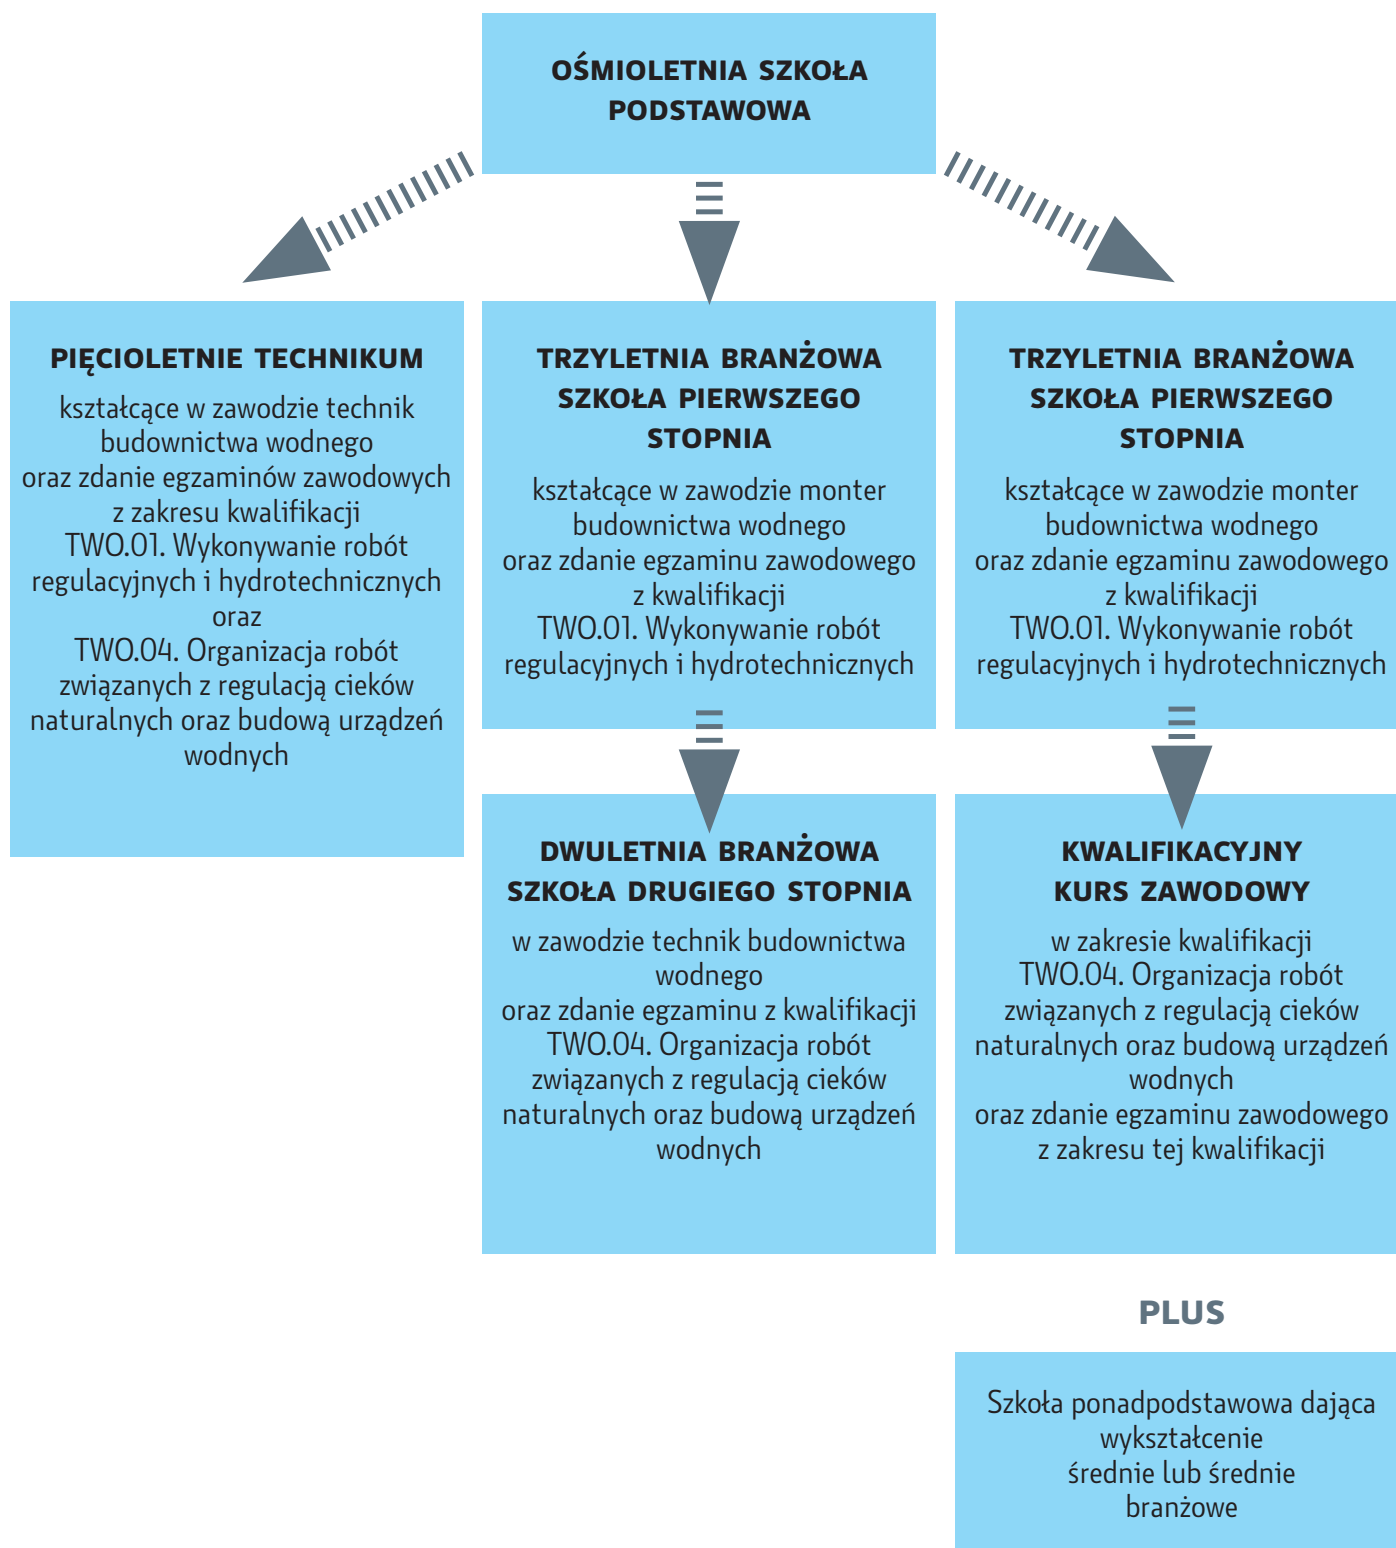 OŚMIOLETNIA SZKOŁA
PODSTAWOWA
PIĘCIOLETNIE TECHNIKUM
kształcące w zawodzie technik
budownictwa wodnego
oraz zdanie egzaminów zawodowych
z zakresu kwalifikacji
TWO.01. Wykonywanie robót
regulacyjnych i hydrotechnicznych
oraz
TWO.04. Organizacja robót
związanych z regulacją cieków
naturalnych oraz budową urządzeń
wodnych
TRZYLETNIA BRANŻOWA
SZKOŁA PIERWSZEGO
STOPNIA
kształcące w zawodzie monter
budownictwa wodnego
oraz zdanie egzaminu zawodowego
z kwalifikacji
TWO.01. Wykonywanie robót
regulacyjnych i hydrotechnicznych
TRZYLETNIA BRANŻOWA
SZKOŁA PIERWSZEGO
STOPNIA
kształcące w zawodzie monter
budownictwa wodnego
oraz zdanie egzaminu zawodowego
z kwalifikacji
TWO.01. Wykonywanie robót
regulacyjnych i hydrotechnicznych
DWULETNIA BRANŻOWA
SZKOŁA DRUGIEGO STOPNIA
w zawodzie technik budownictwa
wodnego
oraz zdanie egzaminu z kwalifikacji
TWO.04. Organizacja robót
związanych z regulacją cieków
naturalnych oraz budową urządzeń
wodnych
KWALIFIKACYJNY
KURS ZAWODOWY
w zakresie kwalifikacji
TWO.04. Organizacja robót
związanych z regulacją cieków
naturalnych oraz budową urządzeń
wodnych
oraz zdanie egzaminu zawodowego
z zakresu tej kwalifikacji
PLUS
Szkoła ponadpodstawowa dająca
wykształcenie
średnie lub średnie
branżowe